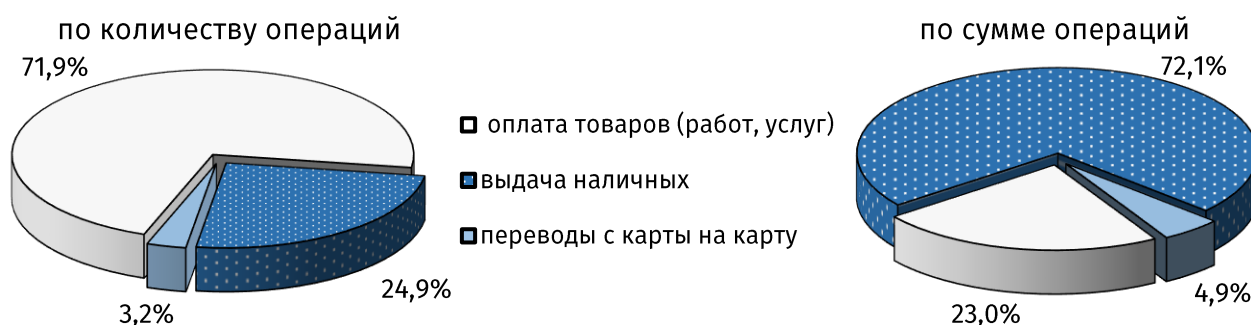 по количеству операций
71,9%
24,9%
3,2%
оплата товаров (работ, услуг)
выдача наличных
переводы с карты на карту
по сумме операций
72,1%
4,9%
23,0%